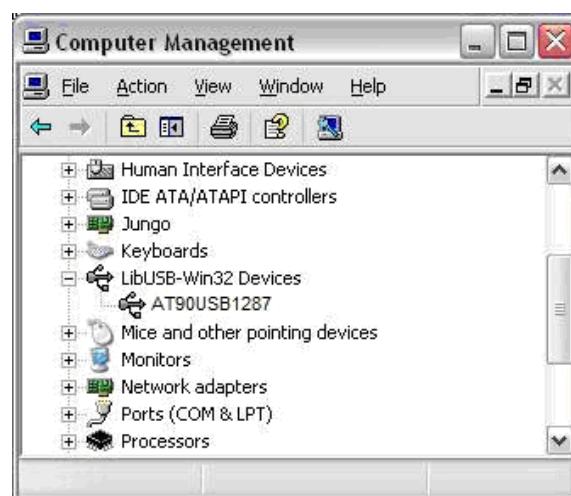 Computer Management
File Action View Window Help
Human Interface Devices
IDE ATA/ATAPI controllers
Jungo
Keyboards
LibUSB-Win32 Devices
AT90USB1287
Mice and other pointing devices
Monitors
Network adapters
Ports (COM & LPT)
Processors